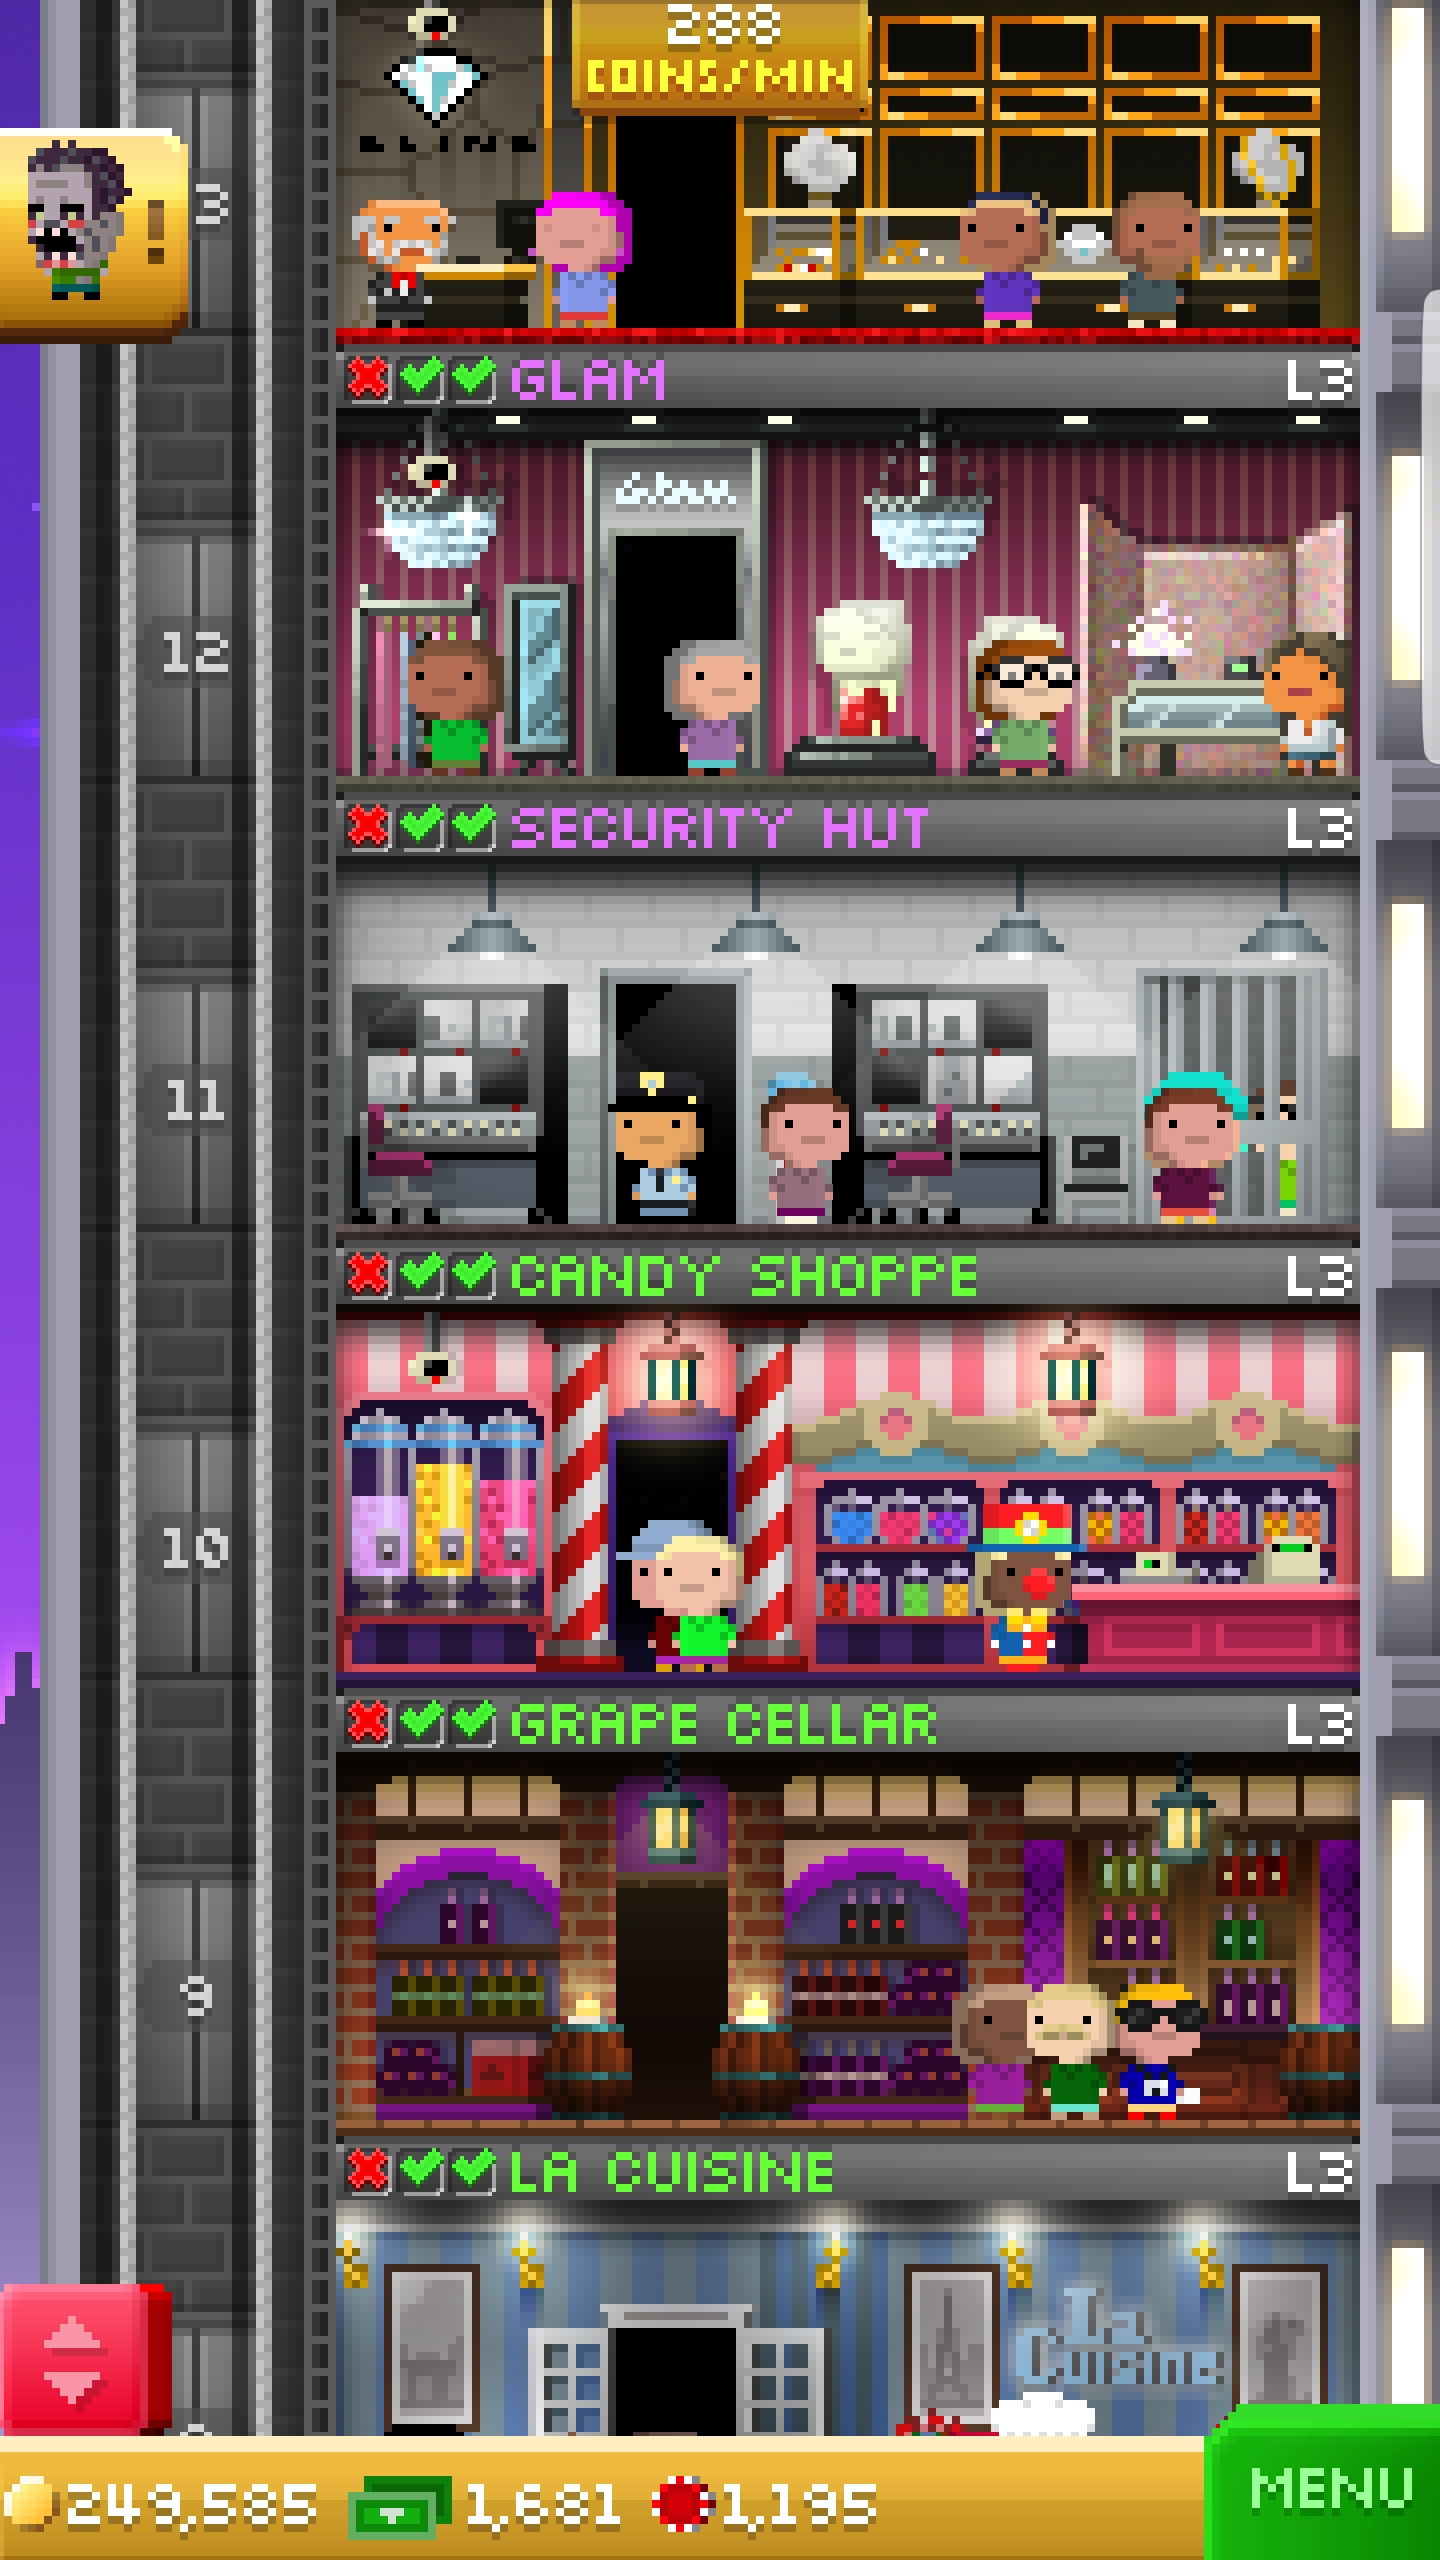 288
COINS/MIN
BLING
!
3
GLAM L3
Glam
12
SECURITY HUT L3
11
CANDY SHOPPE L3
10
GRAPE CELLAR L3
9
LA CUISINE L3
La
Cuisine
249,585 1,681 1,195
MENU